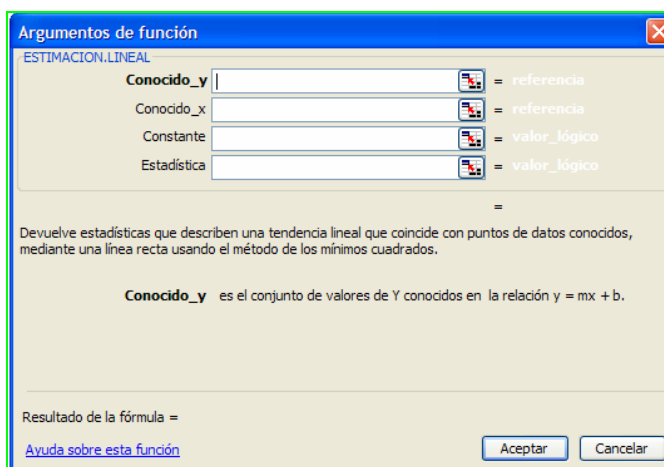 Argumentos de función
ESTIMACION.LINEAL
Conocido_y = referencia
Conocido_x = referencia
Constante = valor_lógico
Estadística = valor_lógico
=
Devuelve estadísticas que describen una tendencia lineal que coincide con puntos de datos conocidos,
mediante una línea recta usando el método de los mínimos cuadrados.
Conocido_y es el conjunto de valores de Y conocidos en la relación y = mx + b.
Resultado de la fórmula =
Ayuda sobre esta función Aceptar Cancelar